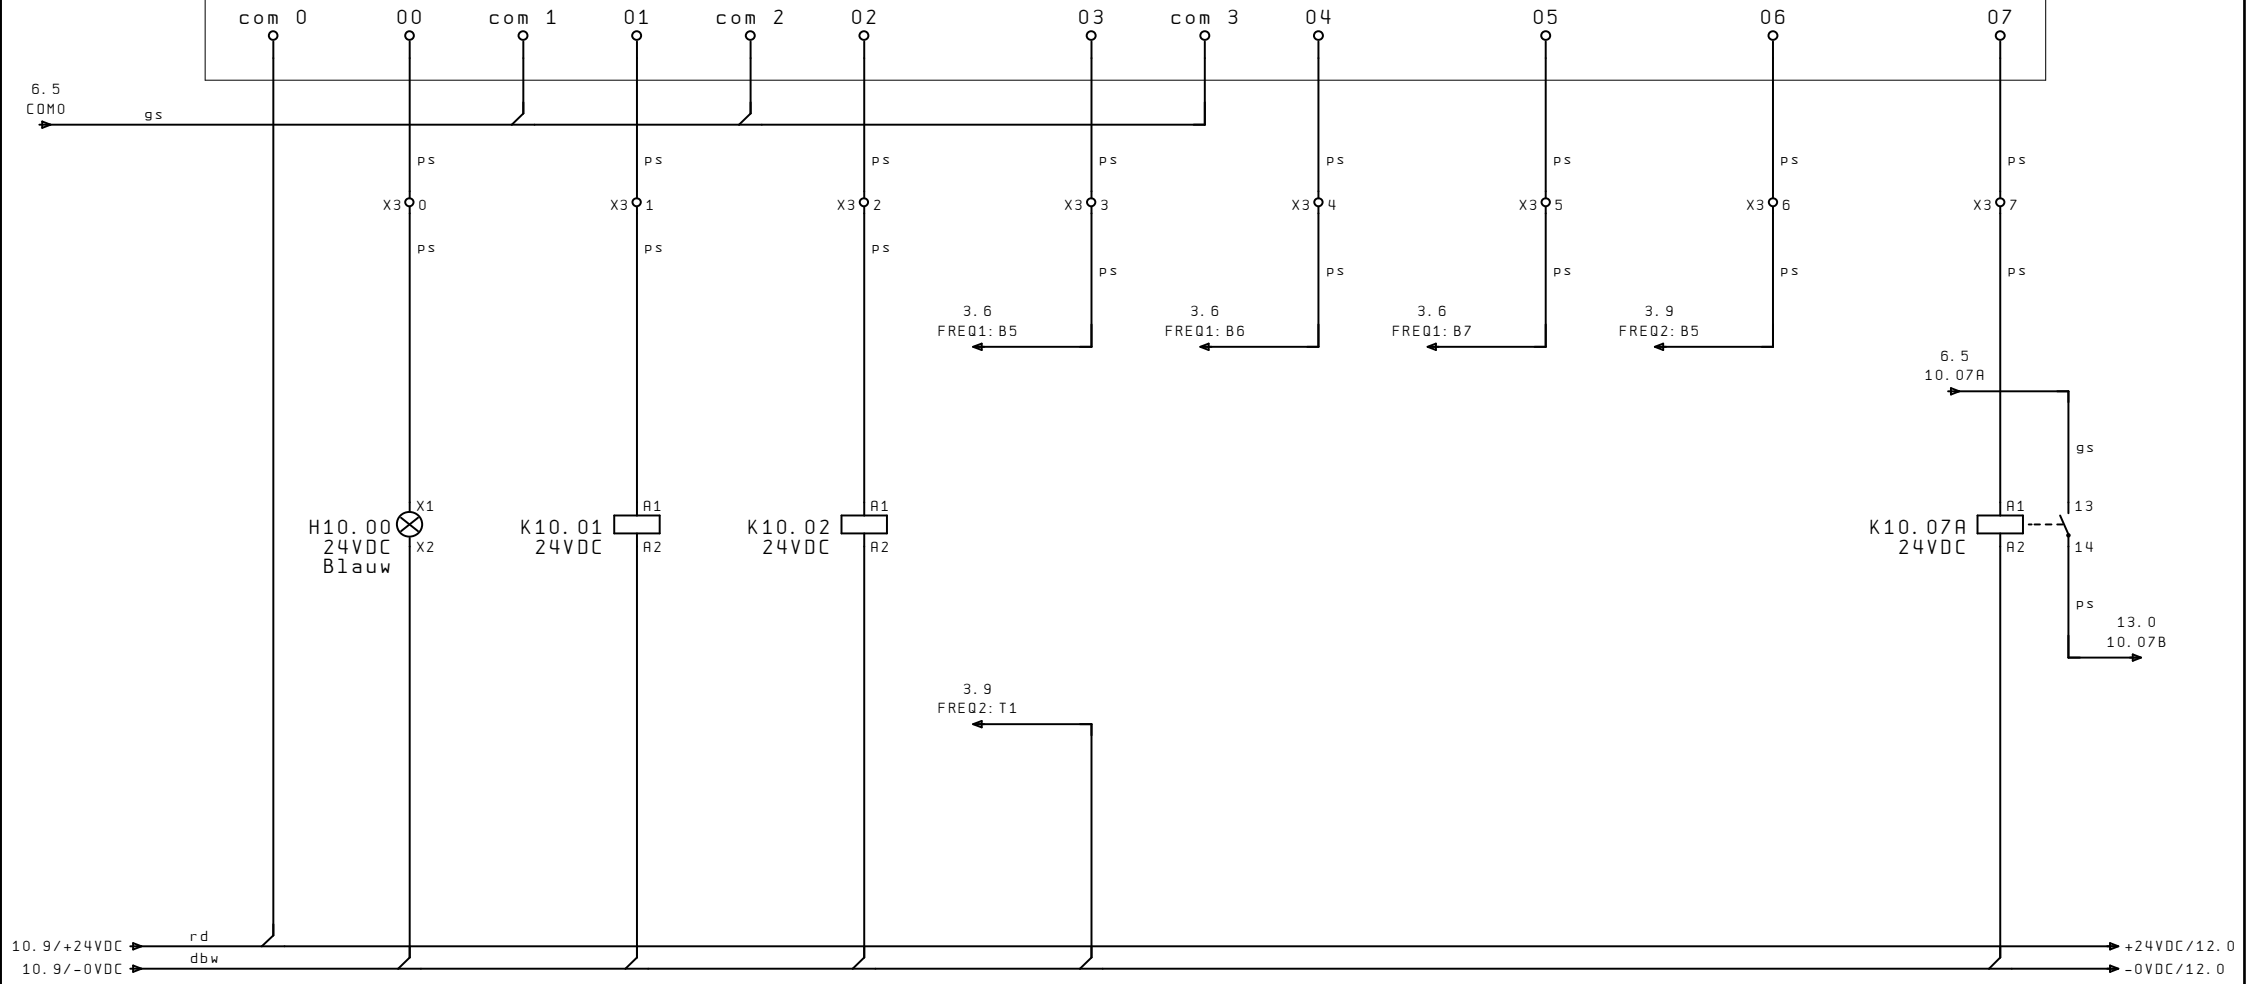 com 0 00 com 1 01 com 2 02 03 com 3 04 05 06 07
6.5
COM0
gs
ps ps ps ps ps ps ps ps
X3 0 X3 1 X3 2 X3 3 X3 4 X3 5 X3 6 X3 7
ps ps ps
ps ps ps ps ps
3.6 3.6 3.6 3.9
FREQ1:B5 FREQ1:B6 FREQ1:B7 FREQ2:B5
6.5
10.07A
gs
X1 A1 A1 A1 13
H10.00 K10.01 K10.02 K10.07A
24VDC X2 24VDC A2 24VDC A2 24VDC A2 14
Blauw
ps
13.0
10.07B
3.9
FREQ2:T1
rd
10.9/+24VDC +24VDC/12.0
dbw
10.9/-0VDC -0VDC/12.0